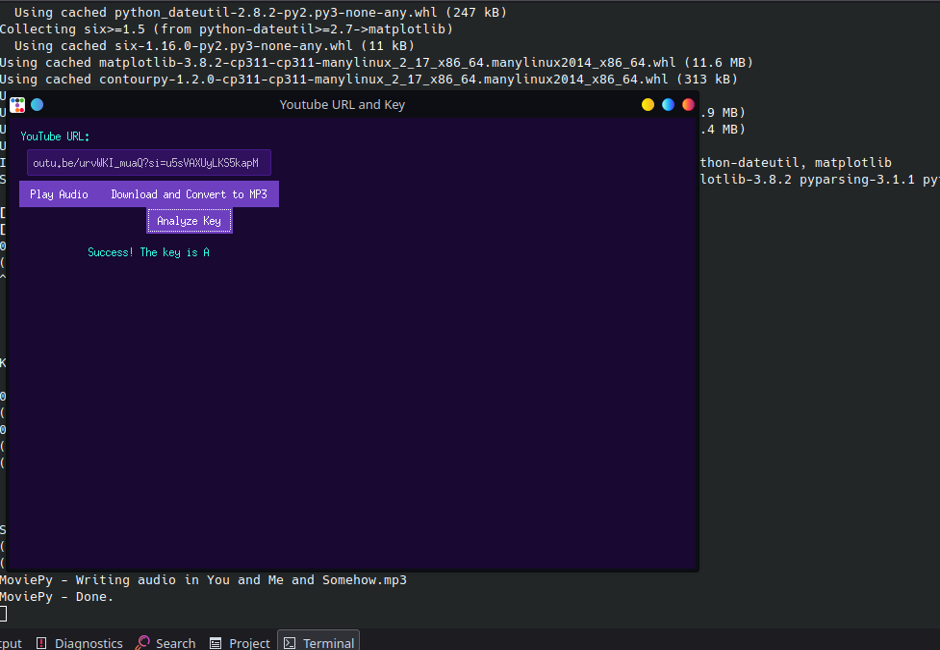 Using cached python_dateutil-2.8.2-py2.py3-none-any.whl (247 kB)
Collecting six>=1.5 (from python-dateutil>=2.7->matplotlib)
Using cached six-1.16.0-py2.py3-none-any.whl (11 kB)
Using cached matplotlib-3.8.2-cp311-cp311-manylinux_2_17_x86_64.manylinux2014_x86_64.whl (11.6 MB)
Using cached contourpy-1.2.0-cp311-cp311-manylinux_2_17_x86_64.manylinux2014_x86_64.whl (313 kB)
U
Youtube URL and Key
U .9 MB)
U .4 MB)
YouTube URL:
U
outu.be/urvWKI_muaQ?si=u5sVAXUyLKS5kapM
I thon-dateutil, matplotlib
S lotlib-3.8.2 pyparsing-3.1.1 pyt
Play Audio Download and Convert to MP3
[
Analyze Key
[
0
Success! The key is A
(
^
K
0
(
0
(
(
S
(
(
MoviePy - Writing audio in You and Me and Somehow.mp3
MoviePy - Done.
tput Diagnostics Search Project Terminal